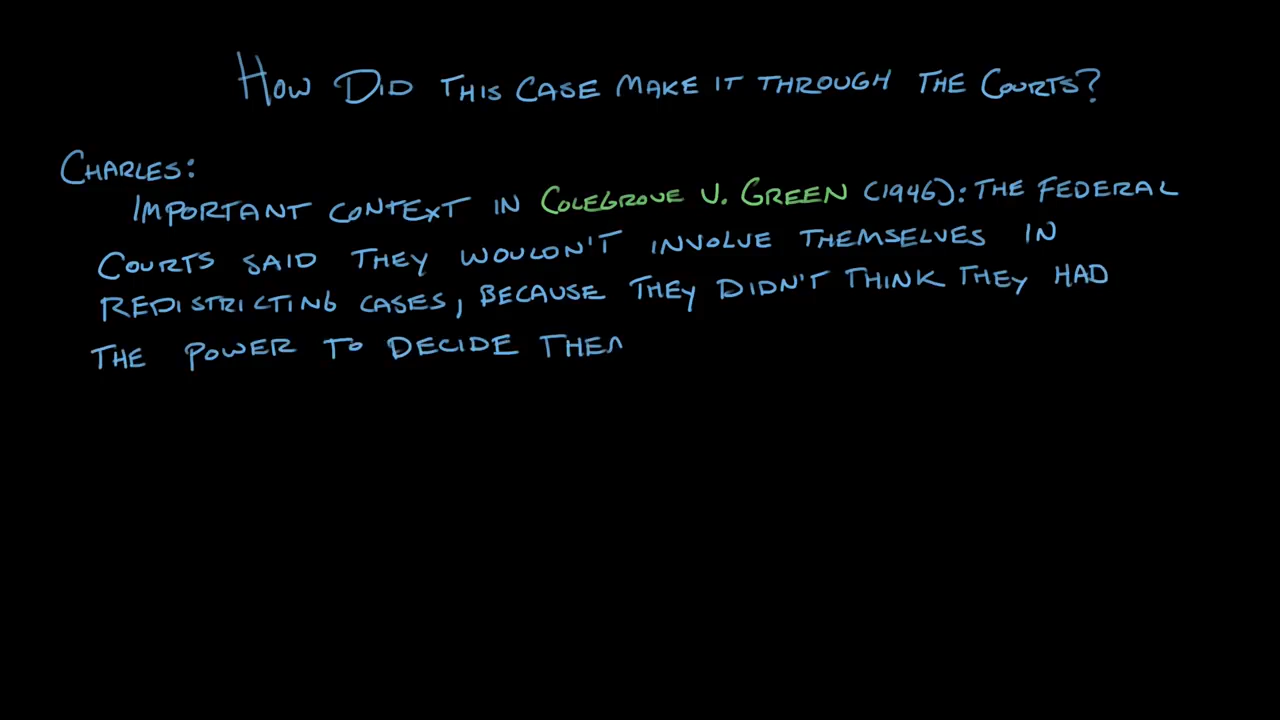 How Did This Case Make It Through The Courts?
Charles:
Important Context in Colegrove v. Green (1946): The Federal
Courts said they wouldn't involve themselves in
redistricting cases, because they didn't think they had
the power to decide